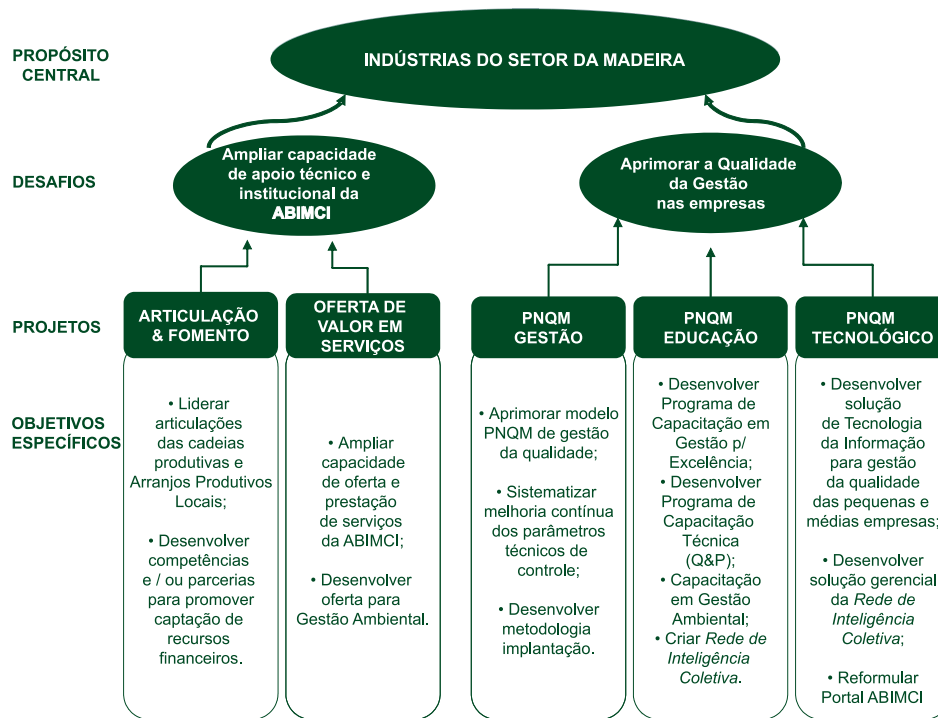 PROPÓSITO
CENTRAL
INDÚSTRIAS DO SETOR DA MADEIRA
DESAFIOS
Ampliar capacidade
de apoio técnico e
institucional da
ABIMCI
Aprimorar a Qualidade
da Gestão
nas empresas
PROJETOS
ARTICULAÇÃO
& FOMENTO
OFERTA DE
VALOR EM
SERVIÇOS
PNQM
GESTÃO
PNQM
EDUCAÇÃO
PNQM
TECNOLÓGICO
OBJETIVOS
ESPECÍFICOS
• Liderar
articulações
das cadeias
produtivas e
Arranjos Produtivos
Locais;
• Desenvolver
competências
e / ou parcerias
para promover
captação de
recursos
financeiros.
• Ampliar
capacidade
de oferta e
prestação
de serviços
da ABIMCI;
• Desenvolver
oferta para
Gestão Ambiental.
• Aprimorar modelo
PNQM de gestão
da qualidade;
• Sistematizar
melhoria contínua
dos parâmetros
técnicos de
controle;
• Desenvolver
metodologia
implantação.
• Desenvolver
Programa de
Capacitação em
Gestão p/
Excelência;
• Desenvolver
Programa de
Capacitação
Técnica
(Q&P);
• Capacitação
em Gestão
Ambiental;
• Criar Rede de
Inteligência
Coletiva.
• Desenvolver
solução
de Tecnologia
da Informação
para gestão
da qualidade
das pequenas e
médias empresas;
• Desenvolver
solução gerencial
da Rede de
Inteligência
Coletiva;
• Reformular
Portal ABIMCI